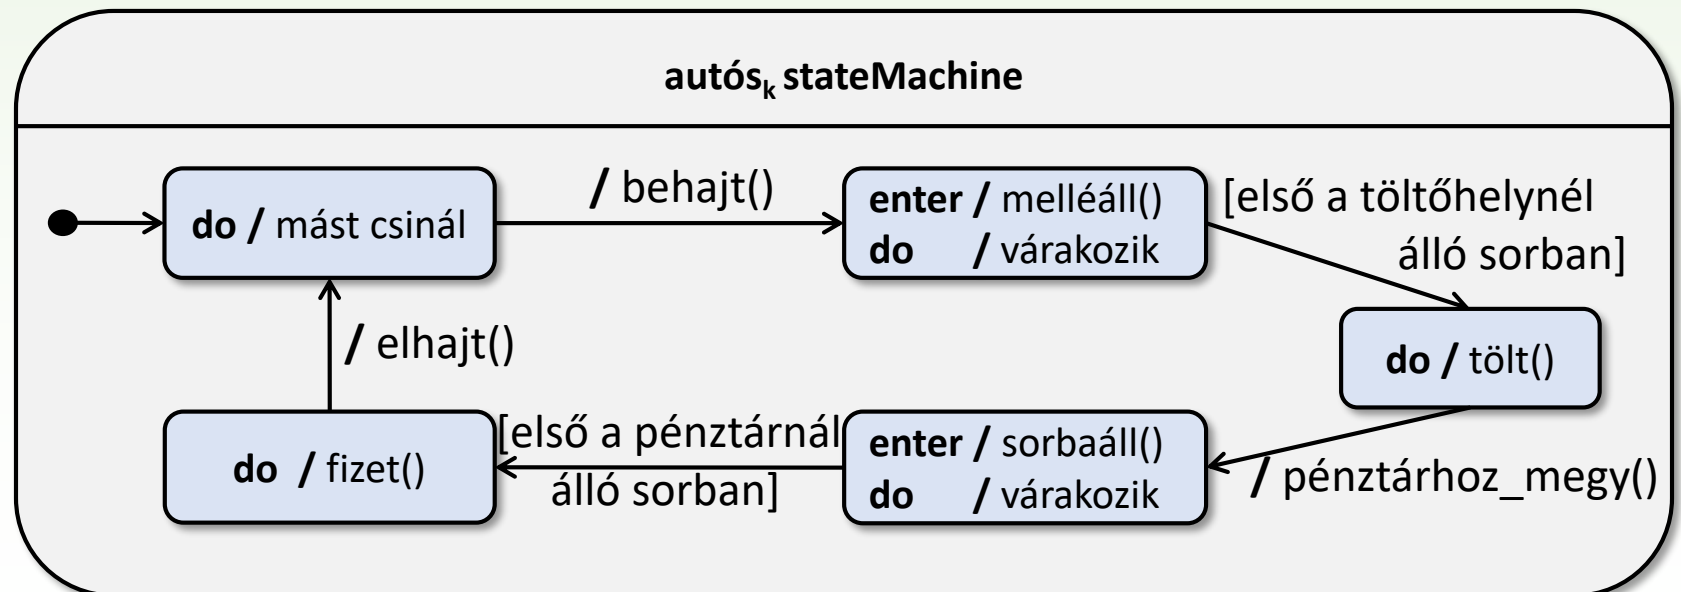 autósk stateMachine
do / mást csinál
/ behajt()
enter / melléáll()
do / várakozik
[első a töltőhelynél
álló sorban]
do / tölt()
/ pénztárhoz_megy()
enter / sorbaáll()
do / várakozik
[első a pénztárnál
álló sorban]
do / fizet()
/ elhajt()